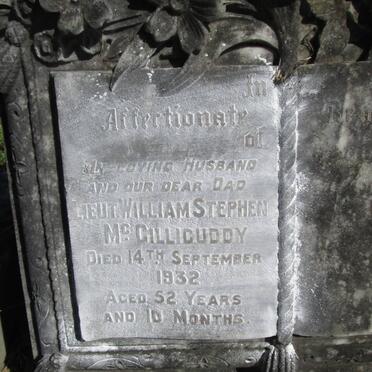 In
Affectionate
of
My Loving Husband
and our dear Dad
Lieut William Stephen
McGillicuddy
Died 14th September
1932
Aged 52 Years
and 10 Months.